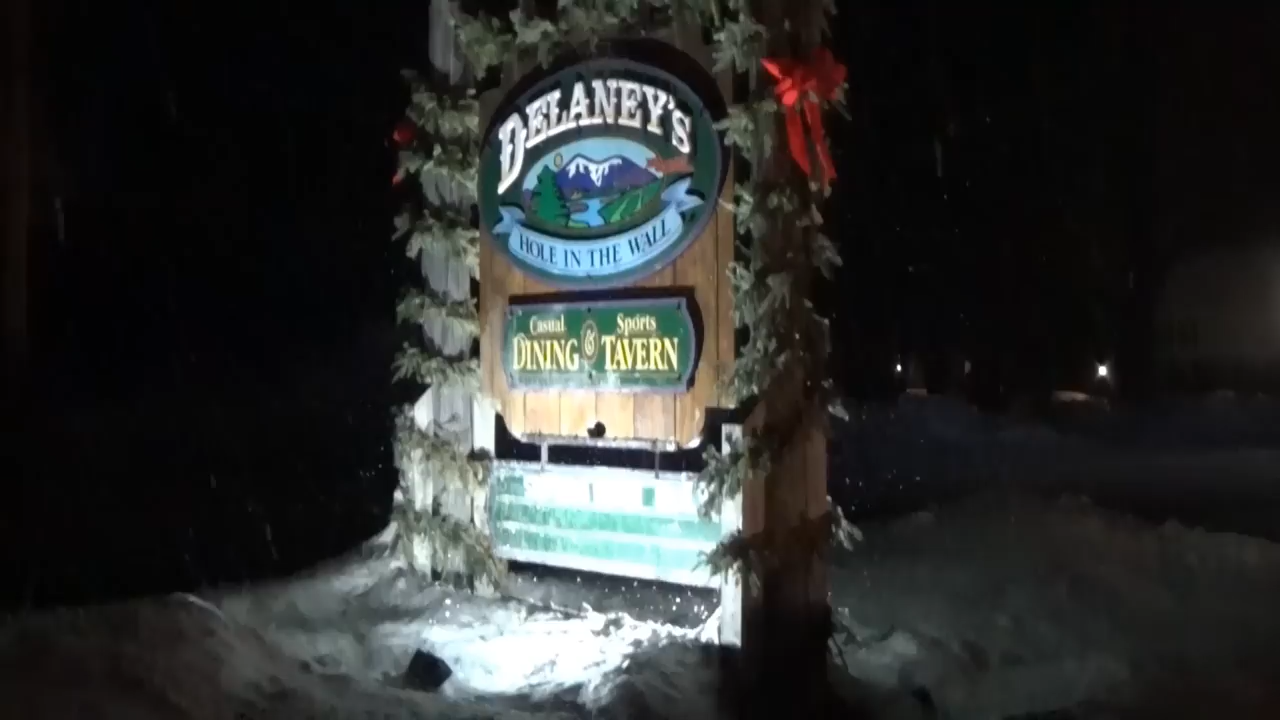 DELANEY'S
HOLE IN THE WALL
Casual & Sports
DINING TAVERN